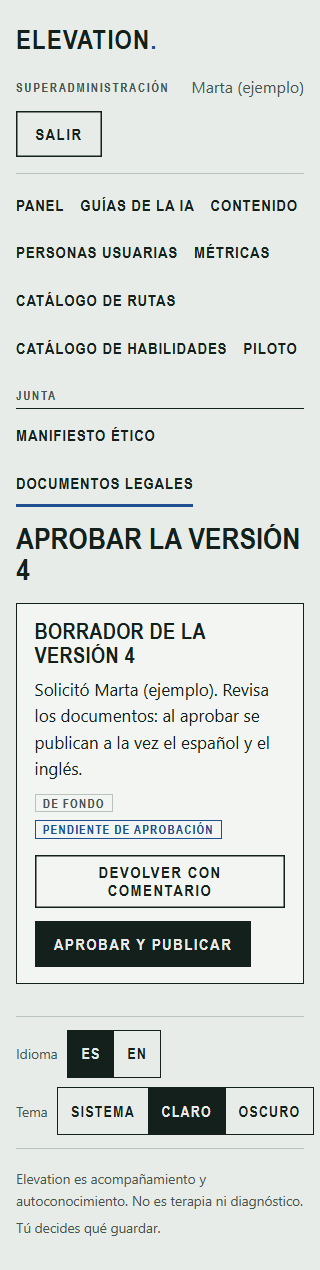 ELEVATION.
SUPERADMINISTRACIÓN Marta (ejemplo)
SALIR
PANEL GUÍAS DE LA IA CONTENIDO
PERSONAS USUARIAS MÉTRICAS
CATÁLOGO DE RUTAS
CATÁLOGO DE HABILIDADES PILOTO
JUNTA
MANIFIESTO ÉTICO
DOCUMENTOS LEGALES
APROBAR LA VERSIÓN
4
BORRADOR DE LA
VERSIÓN 4
Solicitó Marta (ejemplo). Revisa
los documentos: al aprobar se
publican a la vez el español y el
inglés.
DE FONDO
PENDIENTE DE APROBACIÓN
DEVOLVER CON
COMENTARIO
APROBAR Y PUBLICAR
Idioma ES EN
Tema SISTEMA CLARO OSCURO
Elevation es acompañamiento y
autoconocimiento. No es terapia ni diagnóstico.
Tú decides qué guardar.